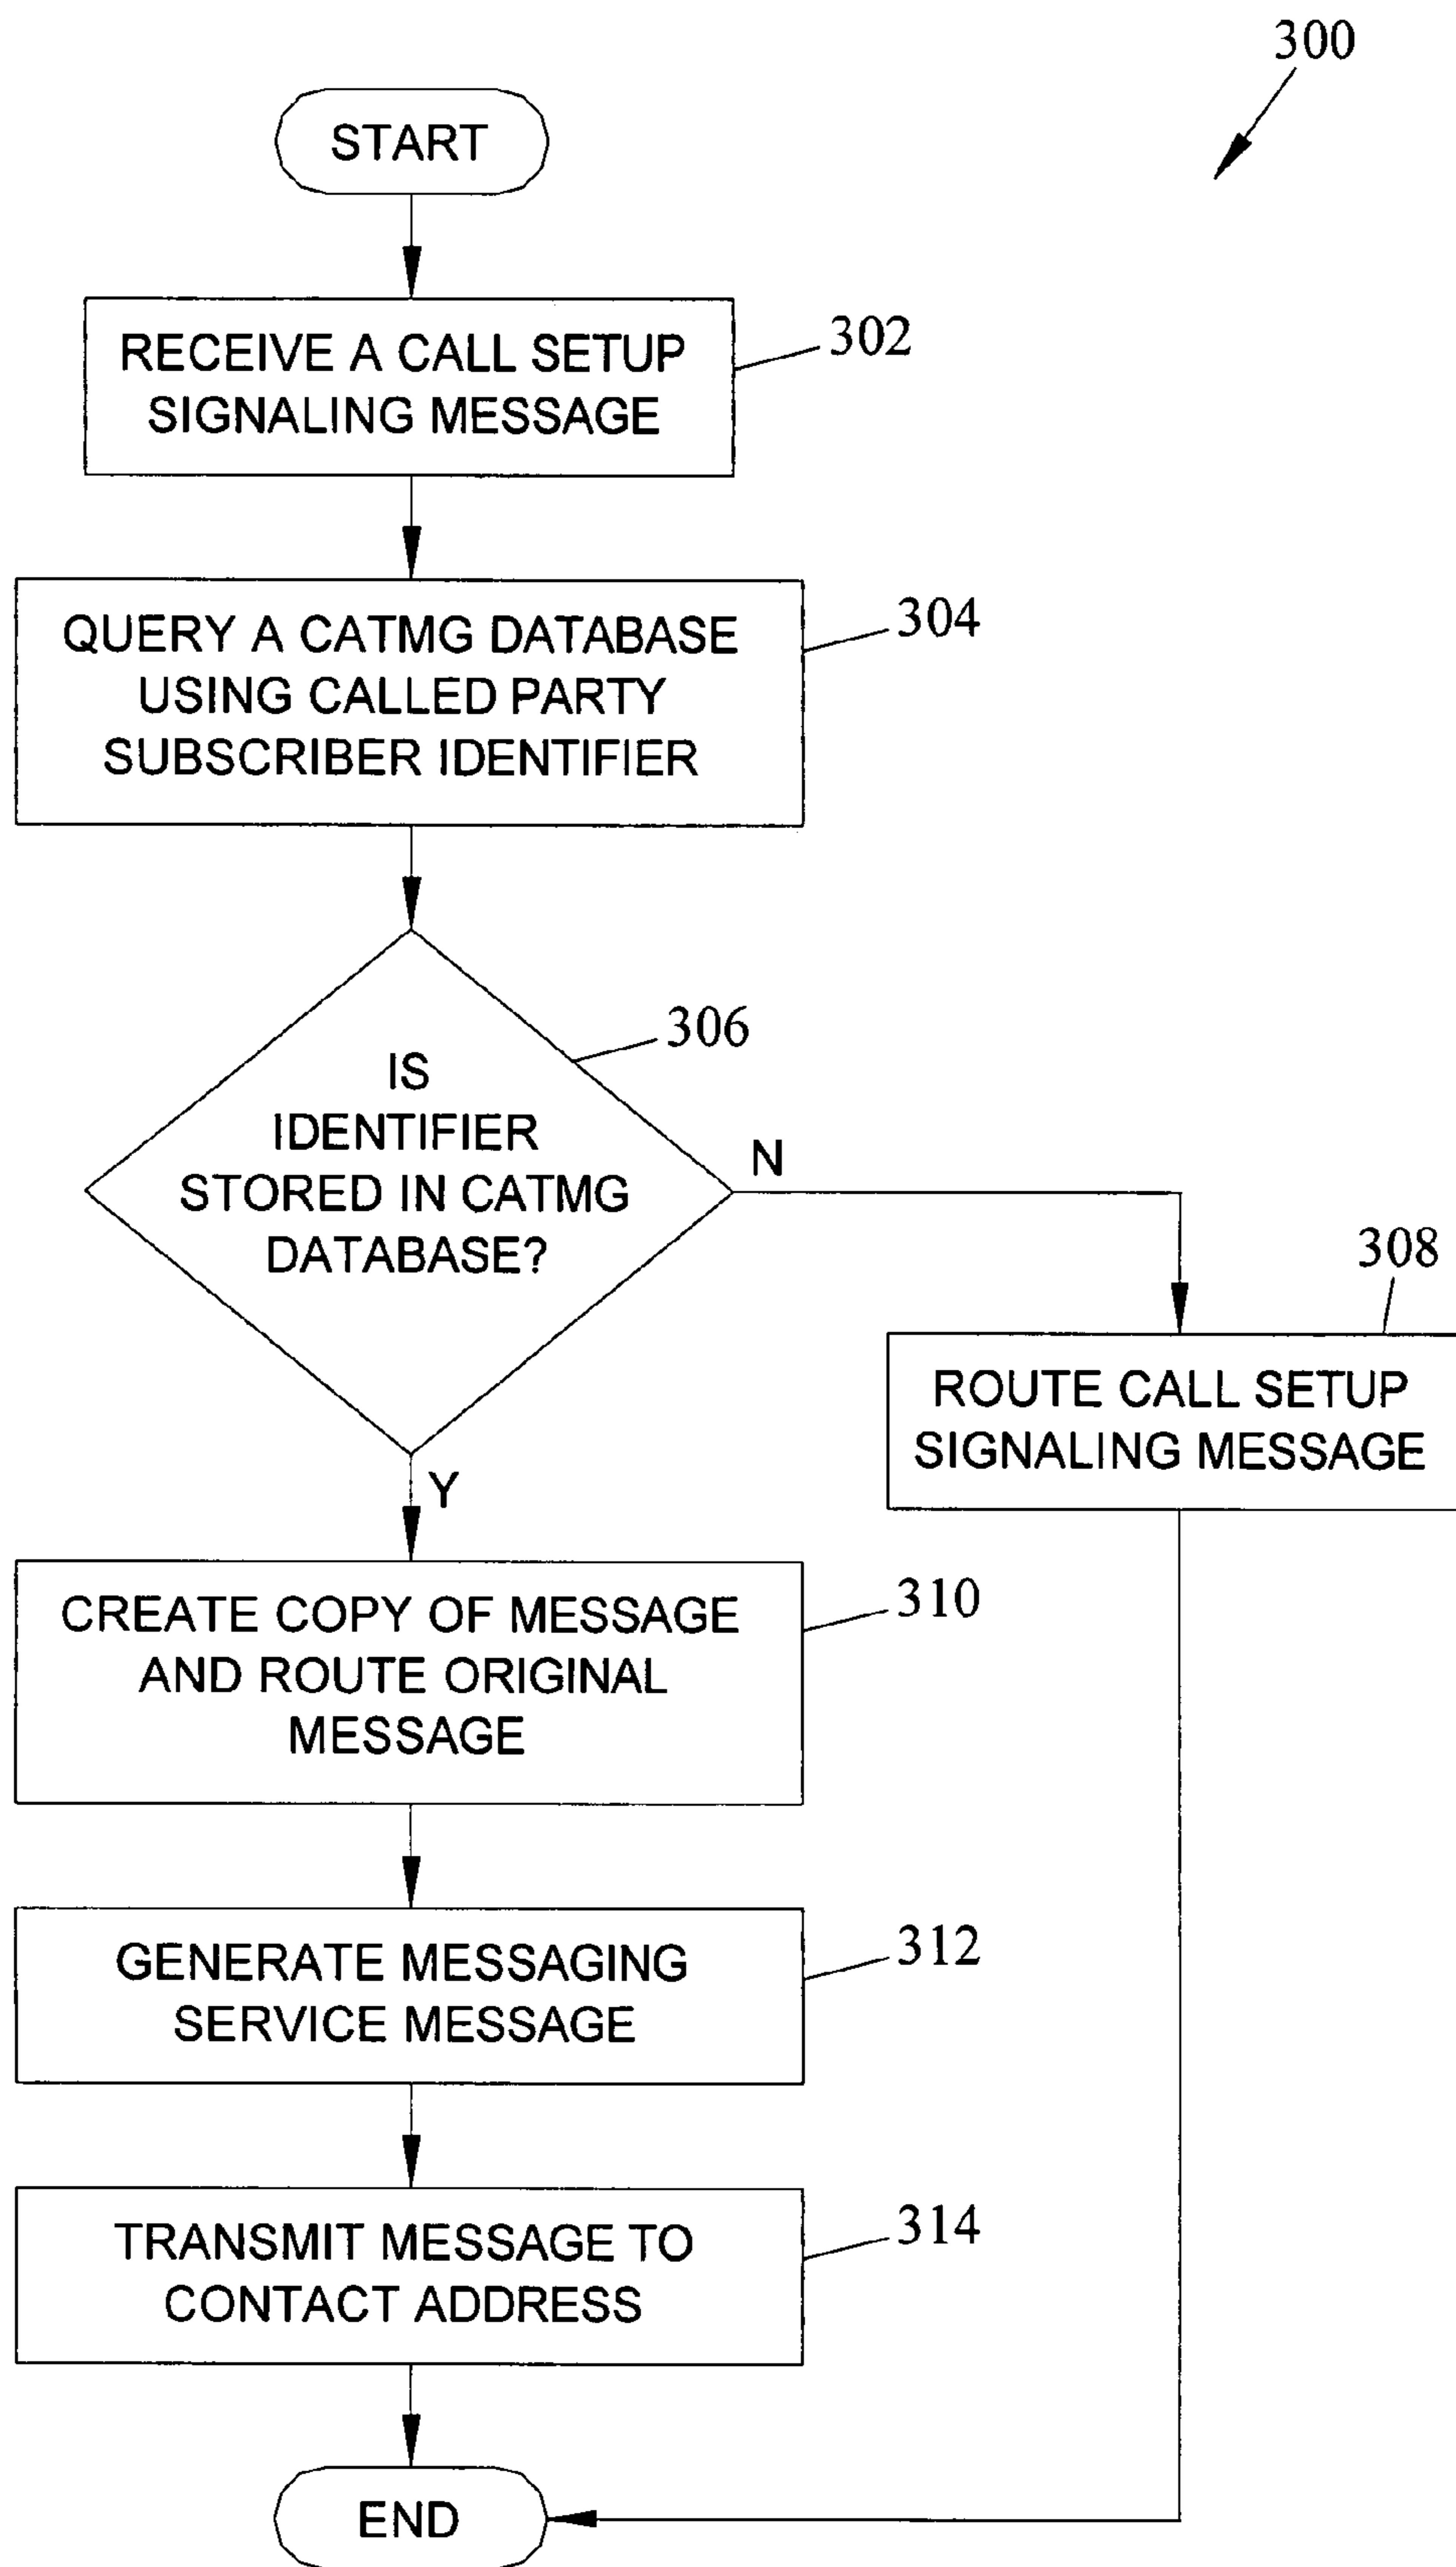 300
START
RECEIVE A CALL SETUP
SIGNALING MESSAGE
302
QUERY A CATMG DATABASE
USING CALLED PARTY
SUBSCRIBER IDENTIFIER
304
IS
IDENTIFIER
STORED IN CATMG
DATABASE?
306
N
308
ROUTE CALL SETUP
SIGNALING MESSAGE
Y
CREATE COPY OF MESSAGE
AND ROUTE ORIGINAL
MESSAGE
310
GENERATE MESSAGING
SERVICE MESSAGE
312
TRANSMIT MESSAGE TO
CONTACT ADDRESS
314
END